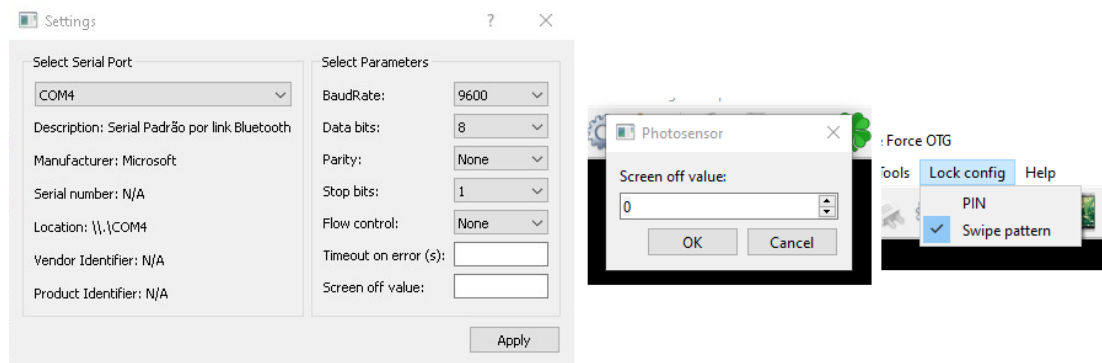 Settings
Select Serial Port
COM4
Description: Serial Padrão por link Bluetooth
Manufacturer: Microsoft
Serial number: N/A
Location: \\.\COM4
Vendor Identifier: N/A
Product Identifier: N/A
Select Parameters
BaudRate: 9600
Data bits: 8
Parity: None
Stop bits: 1
Flow control: None
Timeout on error (s):
Screen off value:
Apply
Photosensor
Screen off value:
0
OK Cancel
Force OTG
Tools Lock config Help
PIN
Swipe pattern